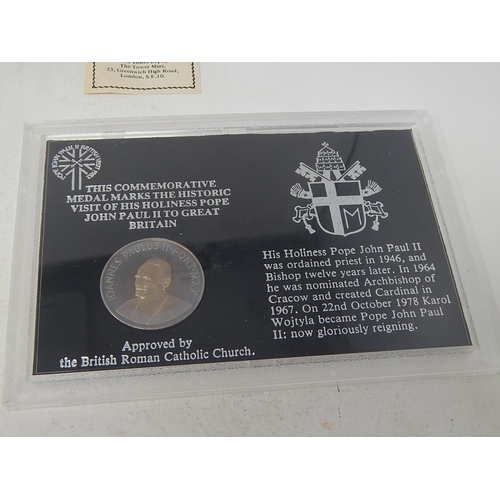 The Tower Mint,
23, Greenwich High Road,
London, S.E.10.
THIS COMMEMORATIVE
MEDAL MARKS THE HISTORIC
VISIT OF HIS HOLINESS POPE
JOHN PAUL II TO GREAT
BRITAIN
IOANNES PAULUS II
Approved by
the British Roman Catholic Church.
M
His Holiness Pope John Paul II
was ordained priest in 1946, and
Bishop twelve years later. In 1964
he was nominated Archbishop of
Cracow and created Cardinal in
1967. On 22nd October 1978 Karol
Wojtyla became Pope John Paul
II: now gloriously reigning.